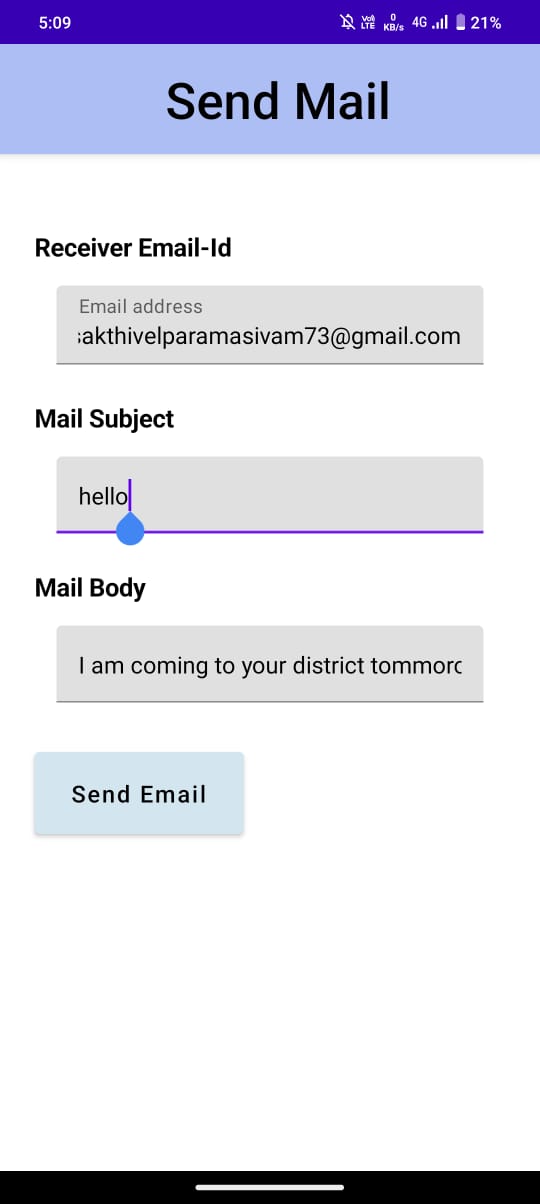 5:09
Vo) LTE
0 KB/s
4G
21%
Send Mail
Receiver Email-Id
Email address
sakthivelparamasivam73@gmail.com
Mail Subject
hello
Mail Body
I am coming to your district tommoro
Send Email